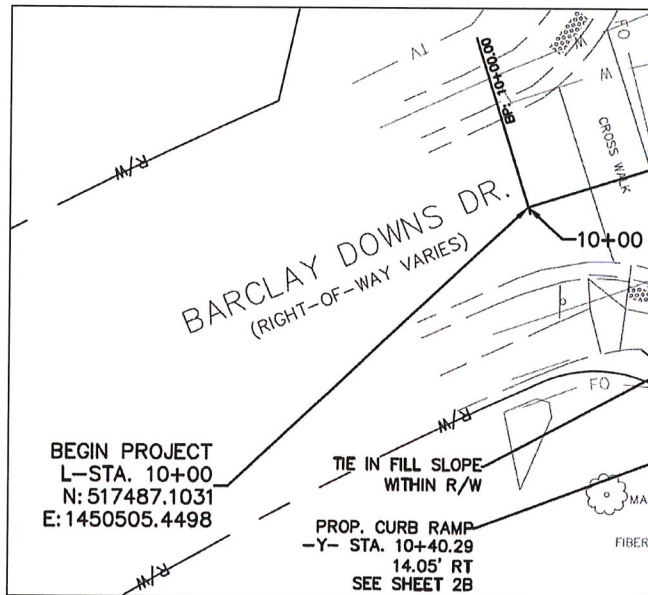 TV
W
FO
W
BP: 10+00.00
CROSS WALK
R/W
BARCLAY DOWNS DR.
(RIGHT-OF-WAY VARIES)
10+00
FO
R/W
BEGIN PROJECT
L-STA. 10+00
N: 517487.1031
E: 1450505.4498
TIE IN FILL SLOPE
WITHIN R/W
PROP. CURB RAMP
-Y- STA. 10+40.29
14.05' RT
SEE SHEET 2B
MA
FIBER
R/W